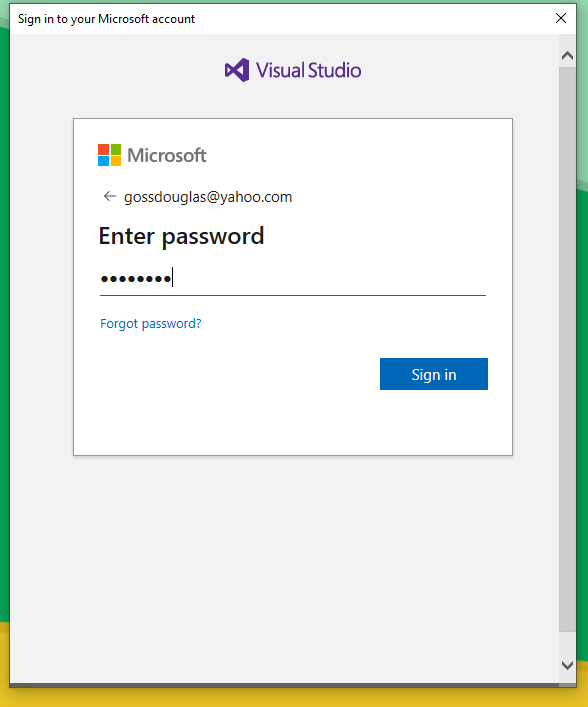 Sign in to your Microsoft account
Visual Studio
Microsoft
gossdouglas@yahoo.com
Enter password
••••••••
Forgot password?
Sign in